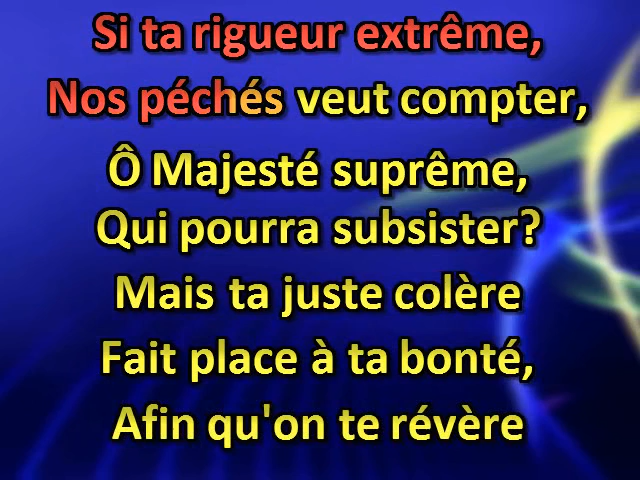 Si ta rigueur extrême,
Nos péchés veut compter,
Ô Majesté suprême,
Qui pourra subsister?
Mais ta juste colère
Fait place à ta bonté,
Afin qu'on te révère